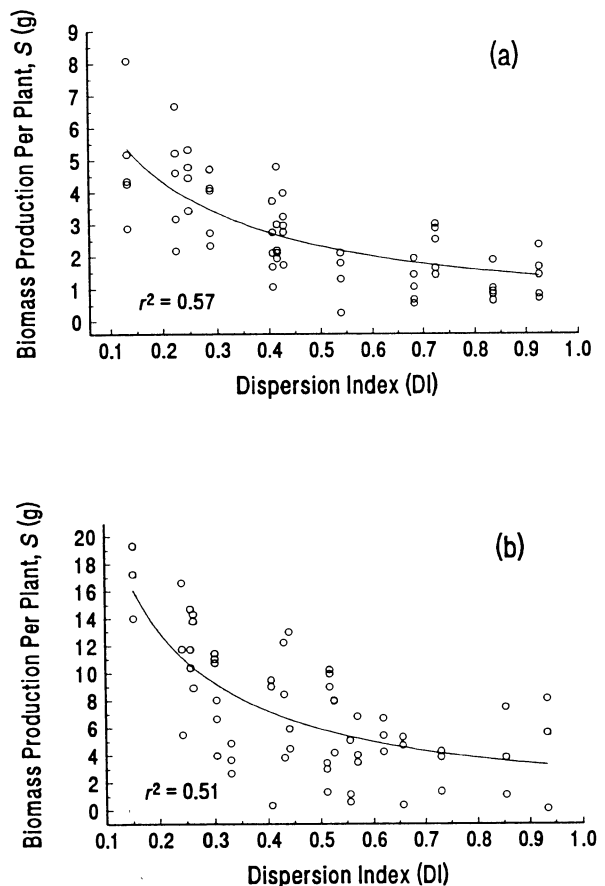 (a)
Biomass Production Per Plant, S (g)
9
8
7
6
5
4
3
2
1
0
r² = 0.57
0.1 0.2 0.3 0.4 0.5 0.6 0.7 0.8 0.9 1.0
Dispersion Index (DI)
(b)
Biomass Production Per Plant, S (g)
20
18
16
14
12
10
8
6
4
2
0
r² = 0.51
0.1 0.2 0.3 0.4 0.5 0.6 0.7 0.8 0.9 1.0
Dispersion Index (DI)